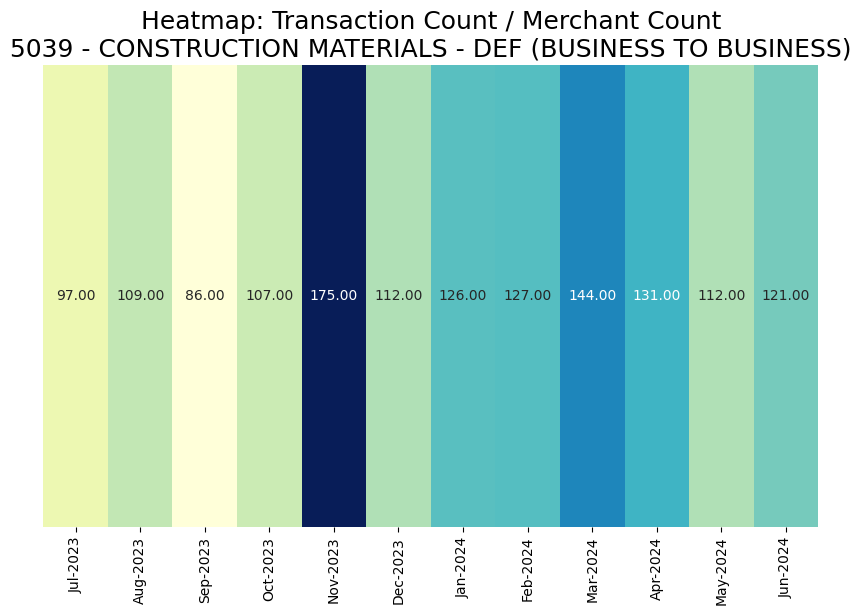 Heatmap: Transaction Count / Merchant Count
5039 - CONSTRUCTION MATERIALS - DEF (BUSINESS TO BUSINESS)
97.00 109.00 86.00 107.00 175.00 112.00 126.00 127.00 144.00 131.00 112.00 121.00
Jul-2023 Aug-2023 Sep-2023 Oct-2023 Nov-2023 Dec-2023 Jan-2024 Feb-2024 Mar-2024 Apr-2024 May-2024 Jun-2024